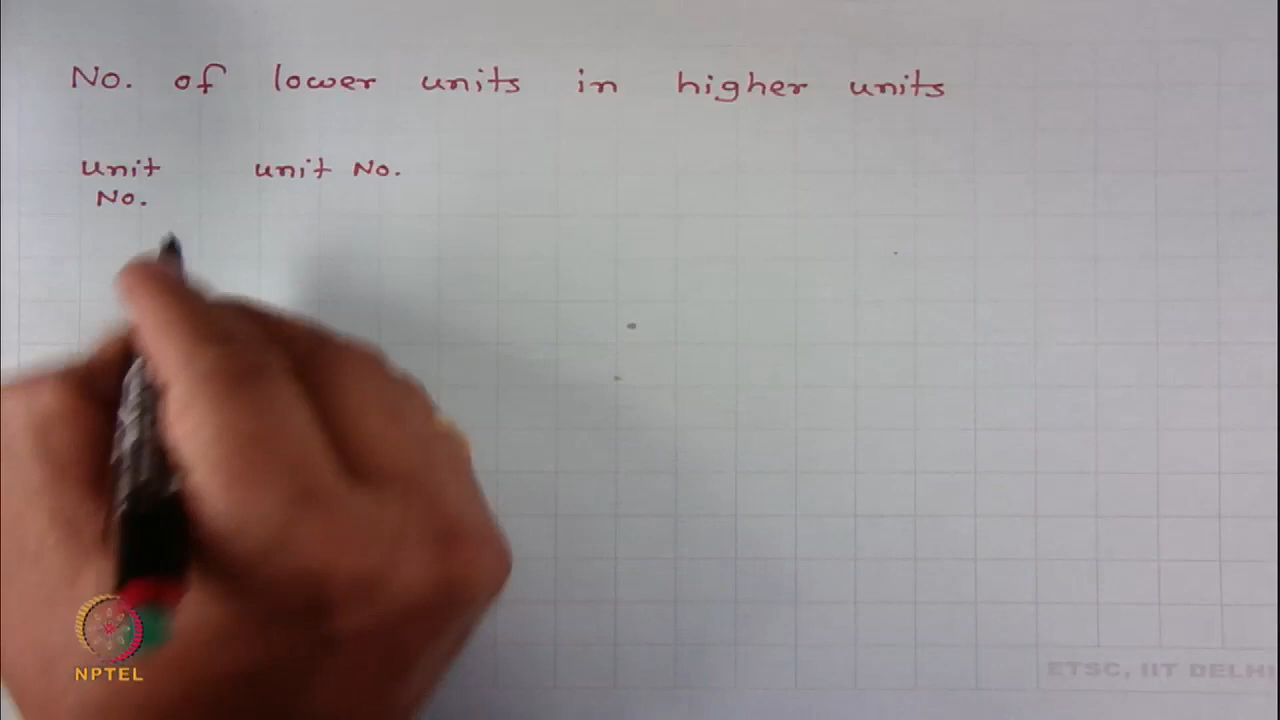 No. of lower units in higher units
unit unit No.
No.
NPTEL
ETSC, IIT DELHI